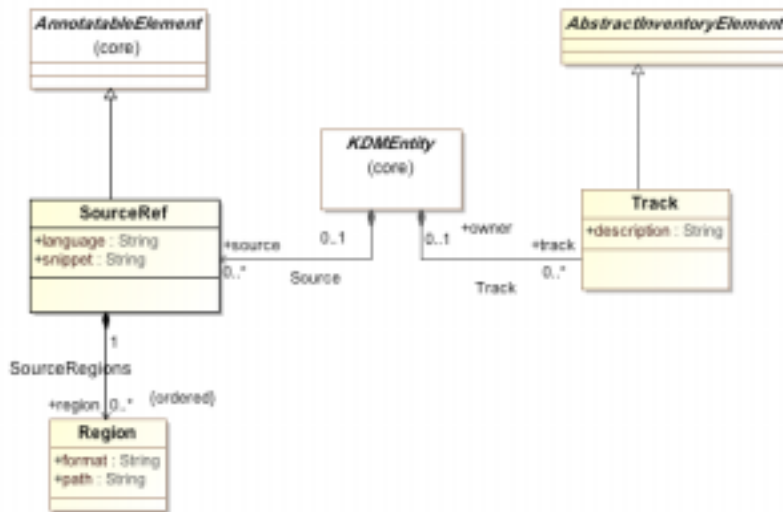 AnnotatableElement
(core)
AbstractInventoryElement
KDMEntity
(core)
SourceRef
+language : String
+snippet : String
Track
+description : String
+source
0..1
0..*
Source
0..1
+owner
+track
0..*
Track
1
SourceRegions
+region
0..*
{ordered}
Region
+format : String
+path : String